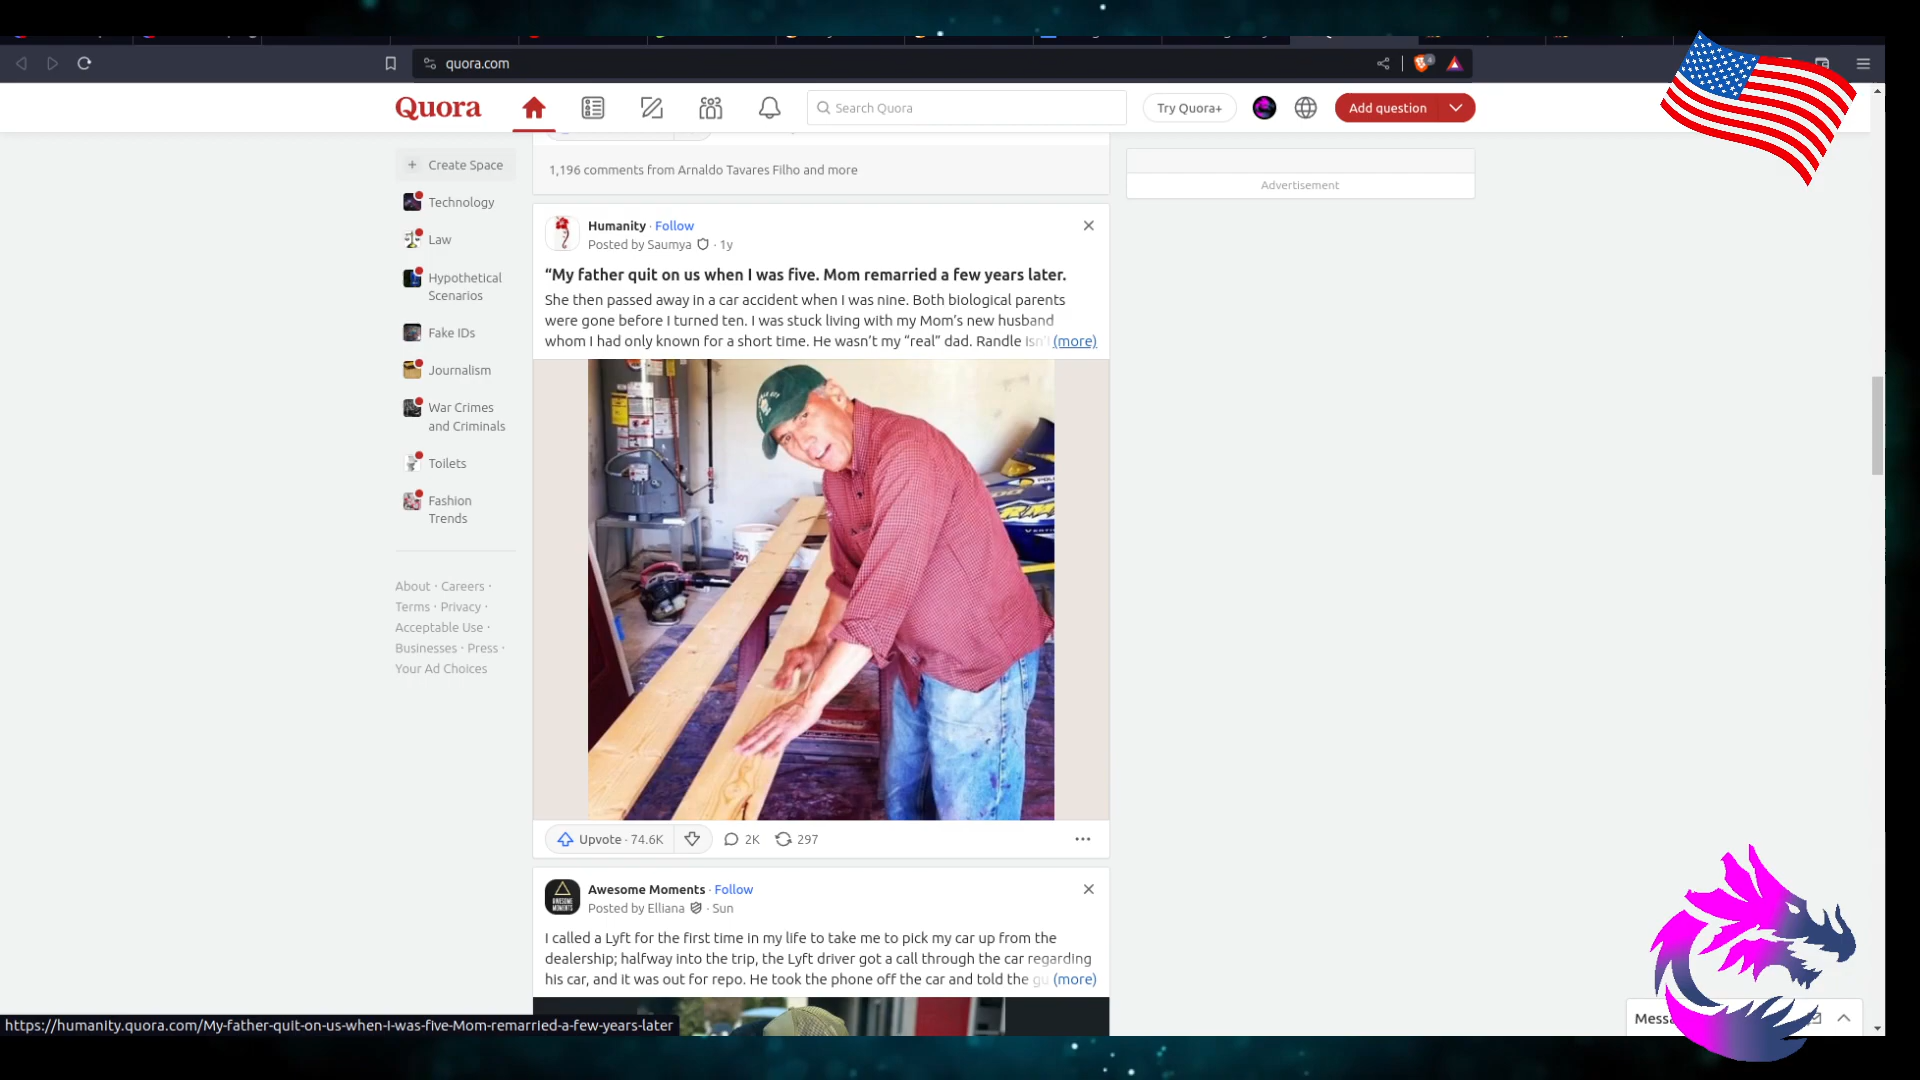 quora.com
Quora
Search Quora
Try Quora+
Add question
Create Space
Technology
Law
Hypothetical
Scenarios
Fake IDs
Journalism
War Crimes
and Criminals
Toilets
Fashion
Trends
About · Careers ·
Terms · Privacy ·
Acceptable Use ·
Businesses · Press ·
Your Ad Choices
1,196 comments from Arnaldo Tavares Filho and more
Humanity · Follow
Posted by Saumya · 1y
“My father quit on us when I was five. Mom remarried a few years later.
She then passed away in a car accident when I was nine. Both biological parents
were gone before I turned ten. I was stuck living with my Mom’s new husband
whom I had only known for a short time. He wasn’t my “real” dad. Randle isn’t (more)
Upvote · 74.6K
2K
297
Awesome Moments · Follow
Posted by Elliana · Sun
I called a Lyft for the first time in my life to take me to pick my car up from the
dealership; halfway into the trip, the Lyft driver got a call through the car regarding
his car, and it was out for repo. He took the phone off the car and told the gu (more)
Advertisement
Messa
https://humanity.quora.com/My-father-quit-on-us-when-I-was-five-Mom-remarried-a-few-years-later